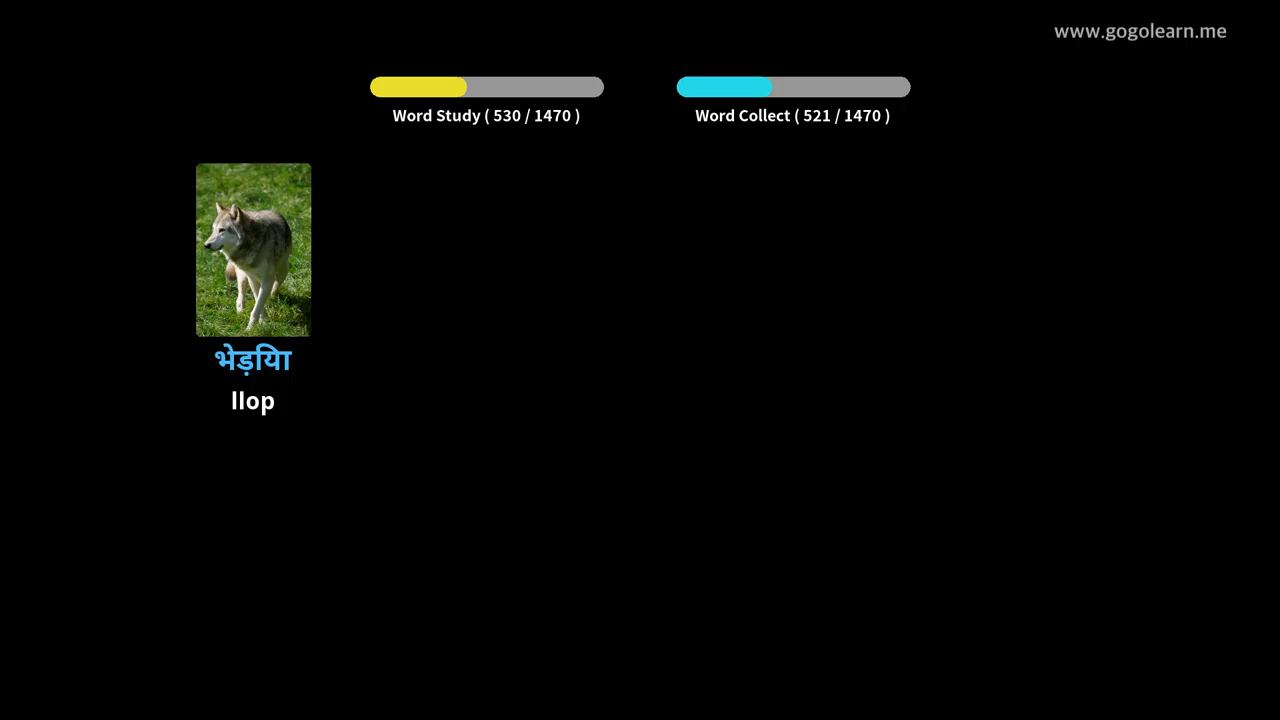 www.gogolearn.me
Word Study ( 530 / 1470 )
Word Collect ( 521 / 1470 )
भेड़िया
llop